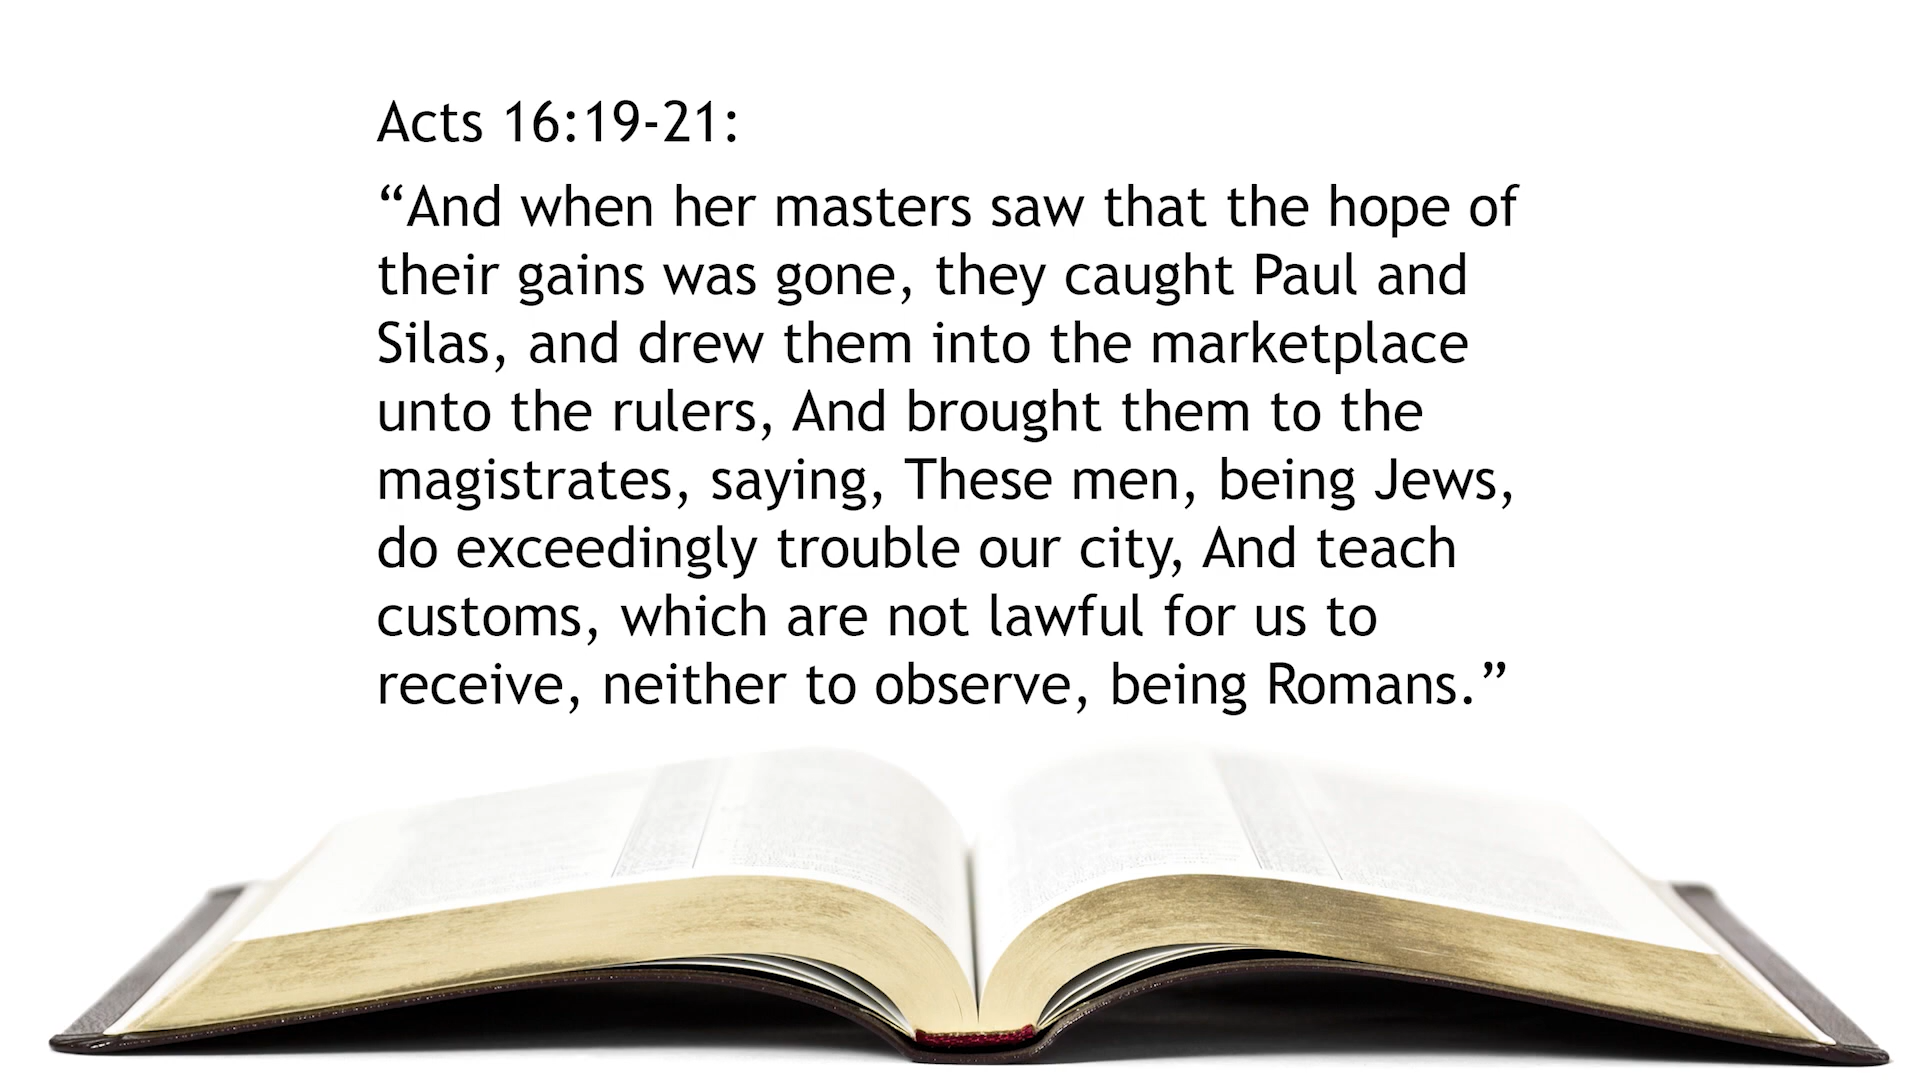 Acts 16:19-21:
“And when her masters saw that the hope of
their gains was gone, they caught Paul and
Silas, and drew them into the marketplace
unto the rulers, And brought them to the
magistrates, saying, These men, being Jews,
do exceedingly trouble our city, And teach
customs, which are not lawful for us to
receive, neither to observe, being Romans.”